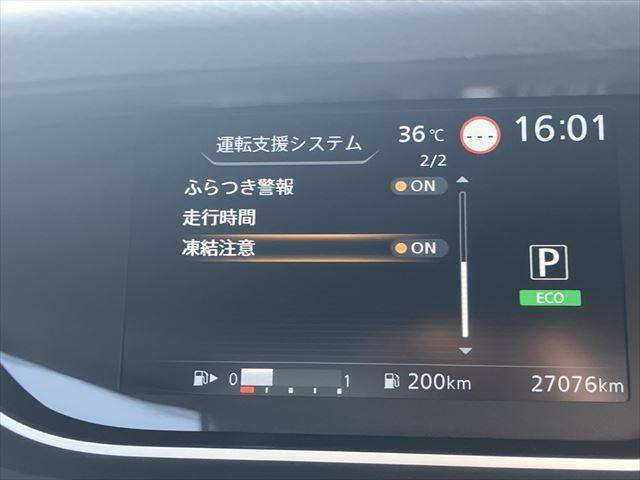 運転支援システム 36℃ --- 16:01
2/2
ふらつき警報 ON
走行時間
凍結注意 ON
P
ECO
0 1 200km 27076km